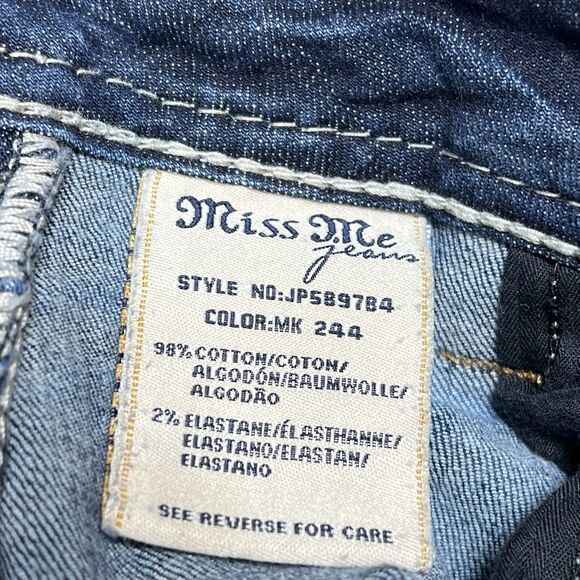 Miss Me
jeans
STYLE NO:JP5897B4
COLOR:MK 244
98% COTTON/COTON/
ALGODÓN/BAUMWOLLE/
ALGODÃO
2% ELASTANE/ÉLASTHANNE/
ELASTANO/ELASTAN/
ELASTANO
SEE REVERSE FOR CARE